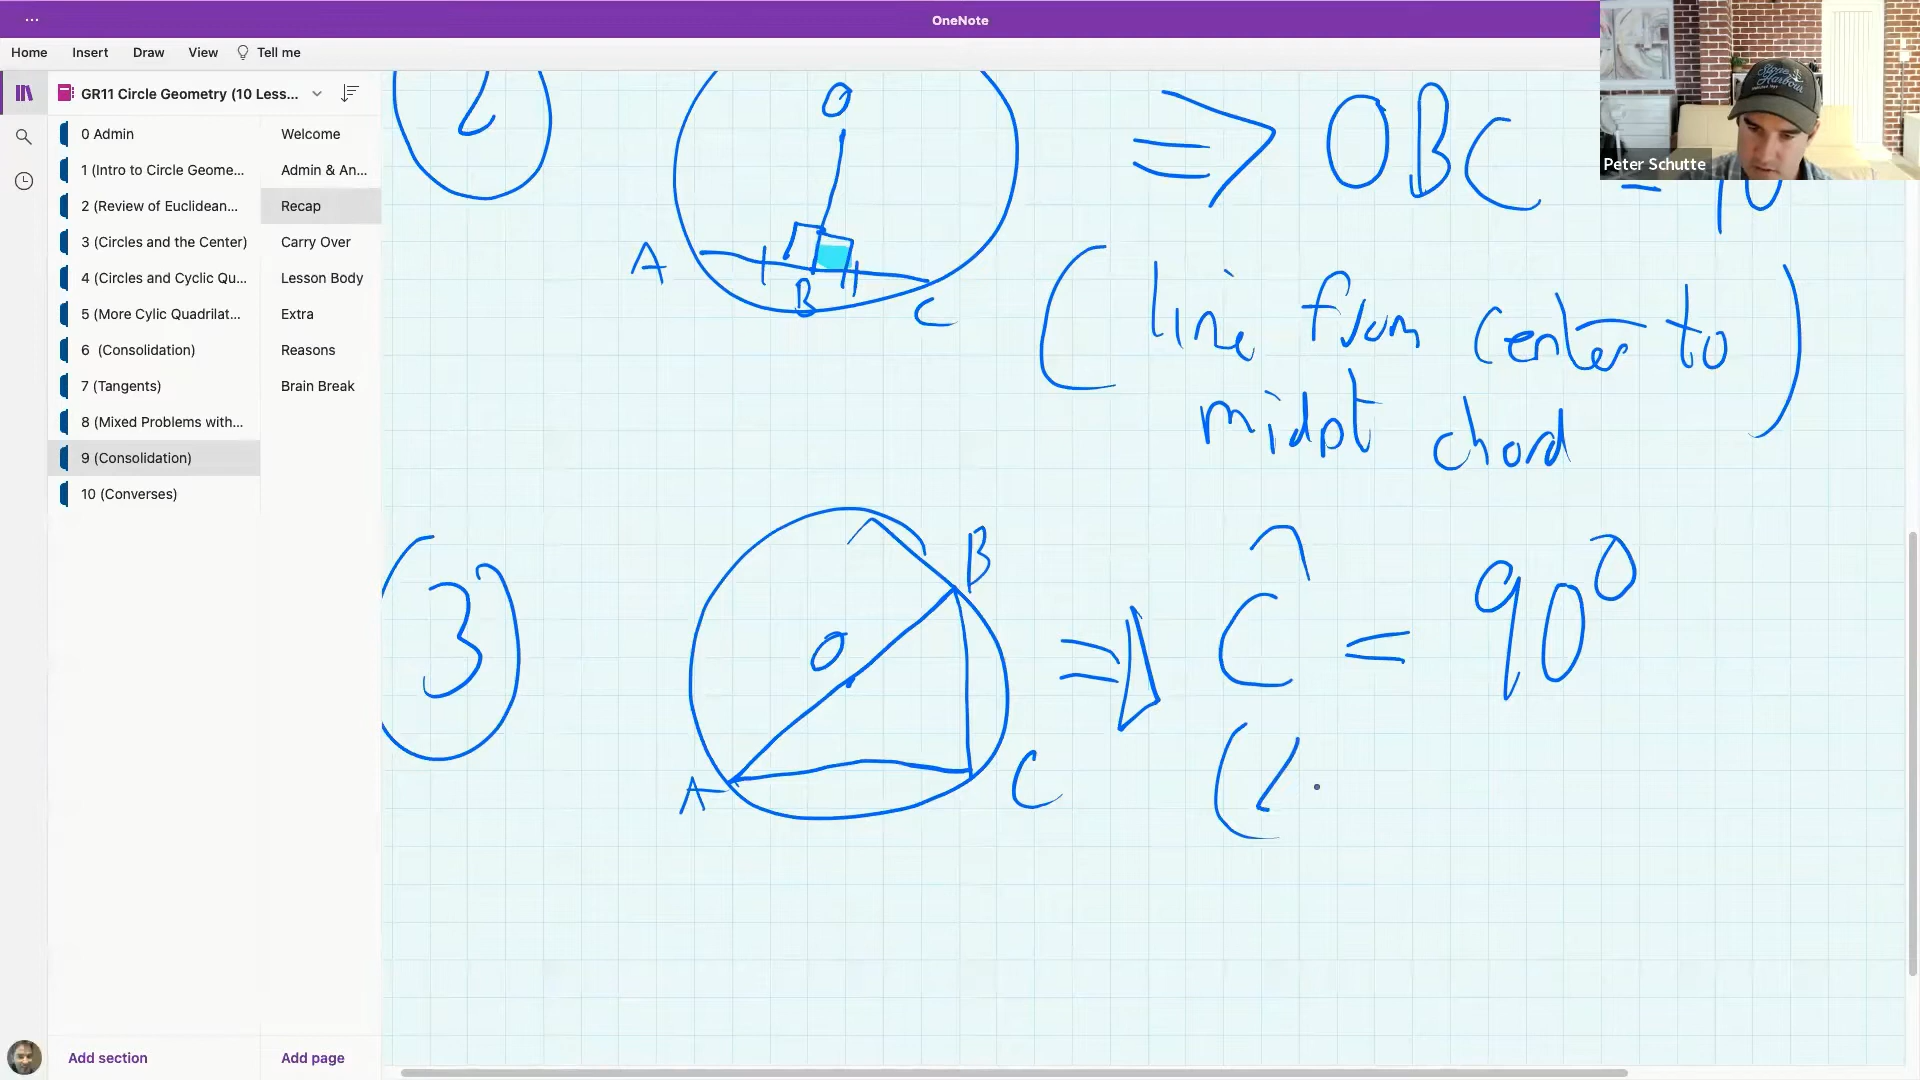 OneNote
Home Insert Draw View Tell me
GR11 Circle Geometry (10 Less...
0 Admin
1 (Intro to Circle Geome...
2 (Review of Euclidean...
3 (Circles and the Center)
4 (Circles and Cyclic Qu...
5 (More Cylic Quadrilat...
6 (Consolidation)
7 (Tangents)
8 (Mixed Problems with...
9 (Consolidation)
10 (Converses)
Add section
Welcome
Admin & An...
Recap
Carry Over
Lesson Body
Extra
Reasons
Brain Break
Add page
Peter Schutte
2
O
A
B
C
⇒ OBC = 90
(line from center to
midpt chord)
3
B
O
A
C
⇒ Ĉ = 90°
(∠